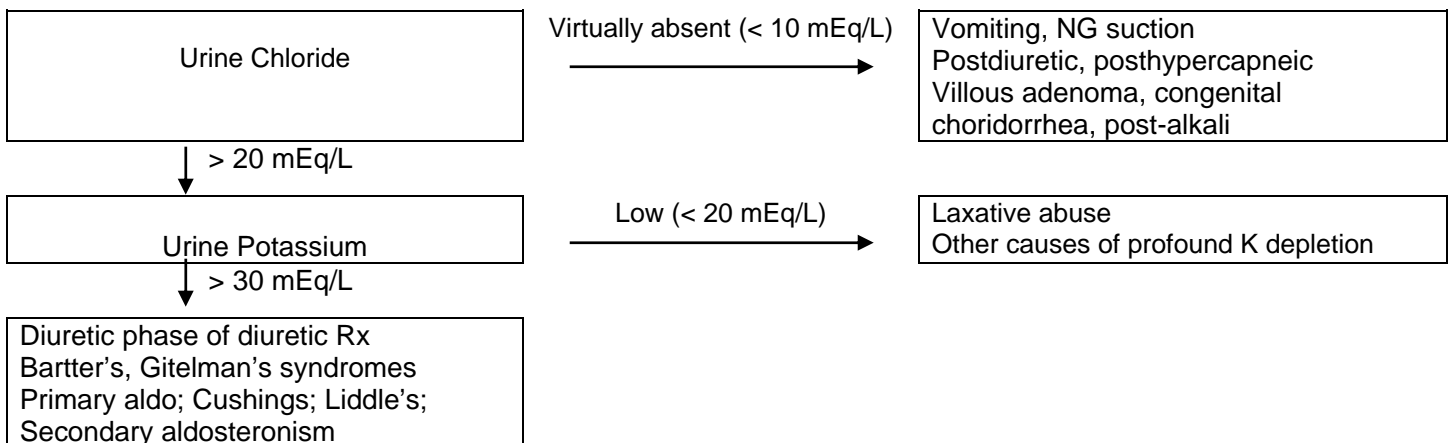 Urine Chloride
Virtually absent (< 10 mEq/L)
Vomiting, NG suction
Postdiuretic, posthypercapneic
Villous adenoma, congenital
choridorrhea, post-alkali
> 20 mEq/L
Urine Potassium
Low (< 20 mEq/L)
Laxative abuse
Other causes of profound K depletion
> 30 mEq/L
Diuretic phase of diuretic Rx
Bartter’s, Gitelman’s syndromes
Primary aldo; Cushings; Liddle’s;
Secondary aldosteronism